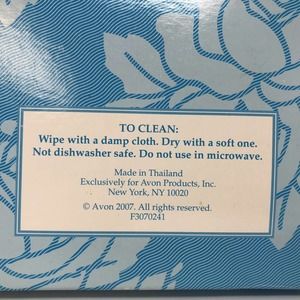 TO CLEAN:
Wipe with a damp cloth. Dry with a soft one.
Not dishwasher safe. Do not use in microwave.
Made in Thailand
Exclusively for Avon Products, Inc.
New York, NY 10020
© Avon 2007. All rights reserved.
F3070241